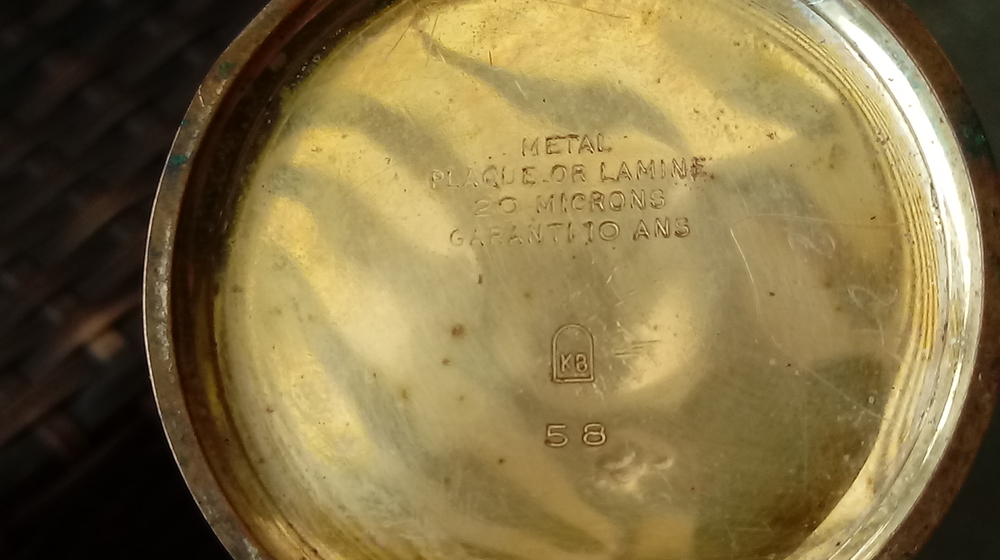 METAL
PLAQUE.OR LAMINE
20 MICRONS
GARANTI 10 ANS
KB
58